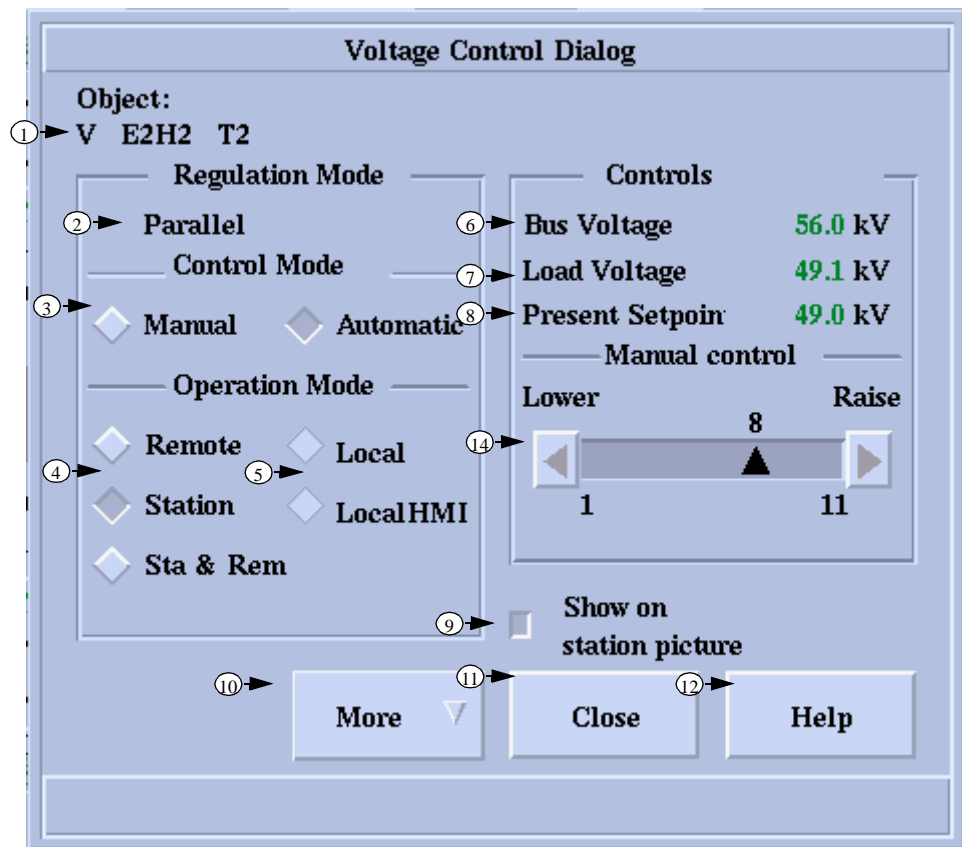 Voltage Control Dialog
Object:
1 V E2H2 T2
Regulation Mode
2 Parallel
Control Mode
3 Manual Automatic
Operation Mode
4 Remote 5 Local
Station LocalHMI
Sta & Rem
Controls
6 Bus Voltage 56.0 kV
7 Load Voltage 49.1 kV
8 Present Setpoin 49.0 kV
Manual control
Lower Raise
8
14
1 11
9 Show on
station picture
10 More 11 Close 12 Help